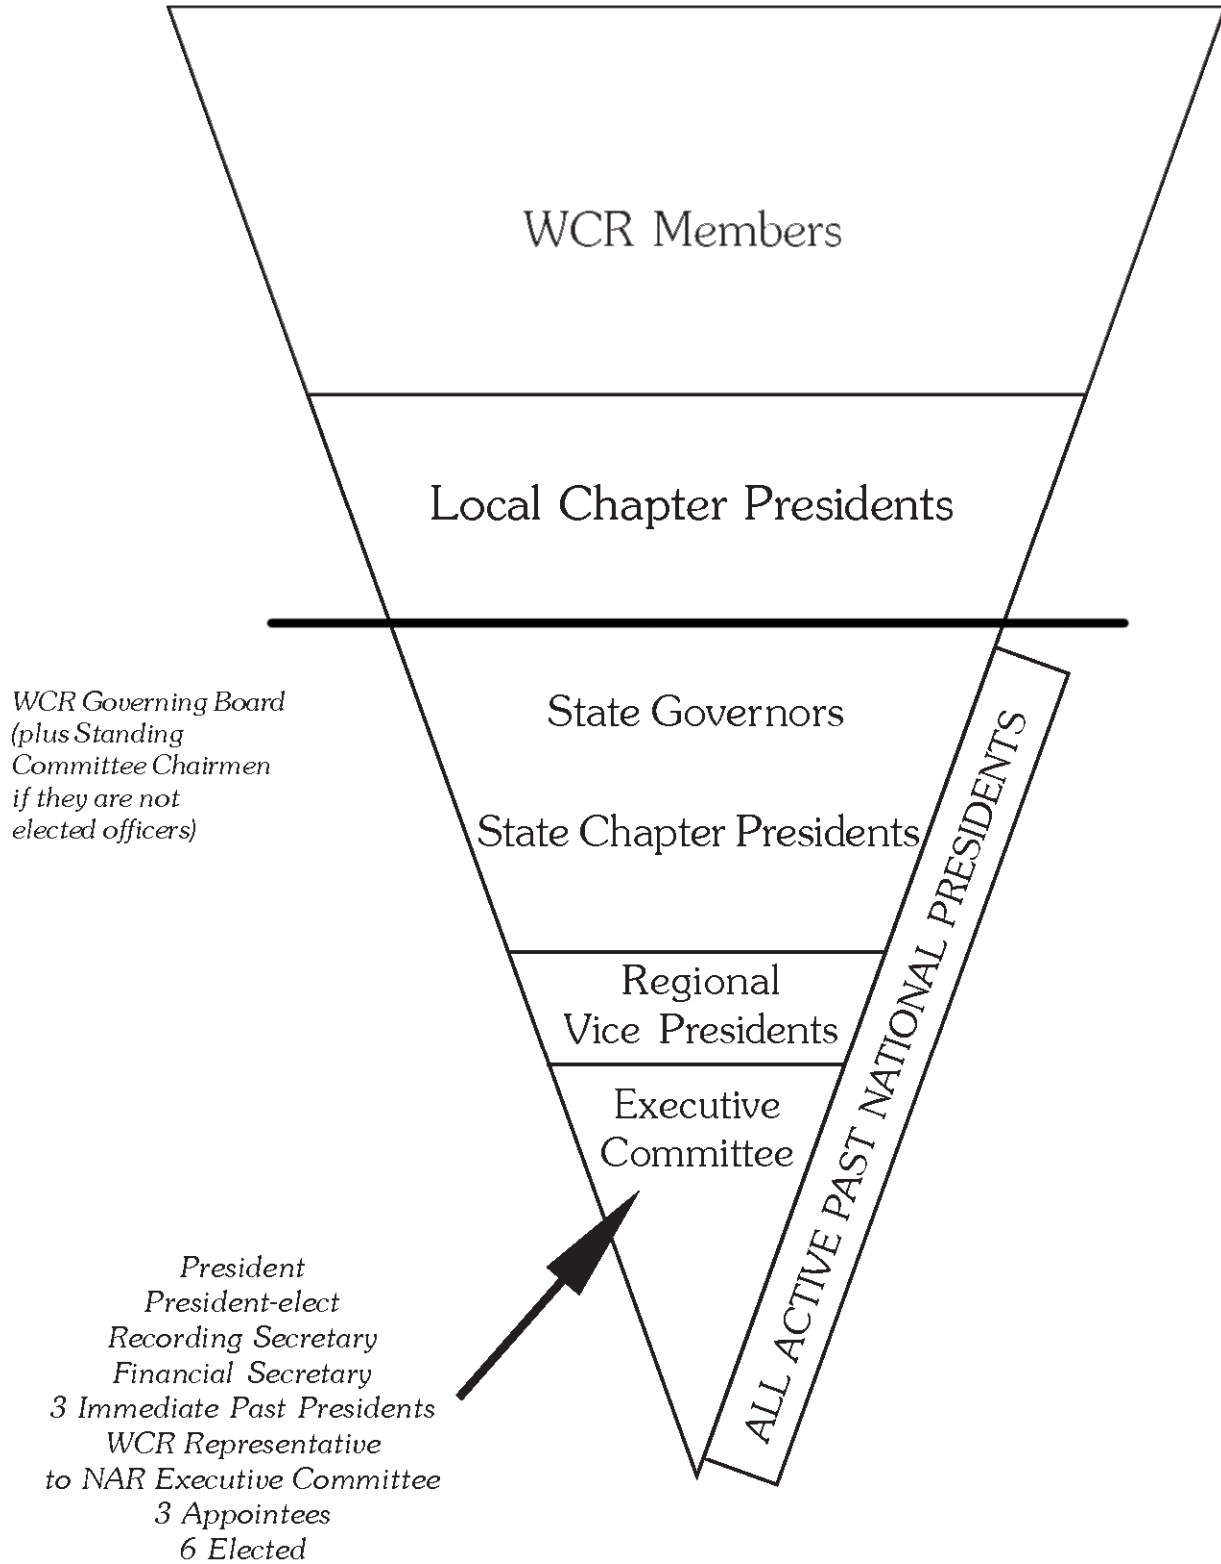 WCR Members
Local Chapter Presidents
WCR Governing Board
(plus Standing
Committee Chairmen
if they are not
elected officers)
State Governors
State Chapter Presidents
Regional
Vice Presidents
Executive
Committee
ALL ACTIVE PAST NATIONAL PRESIDENTS
President
President-elect
Recording Secretary
Financial Secretary
3 Immediate Past Presidents
WCR Representative
to NAR Executive Committee
3 Appointees
6 Elected